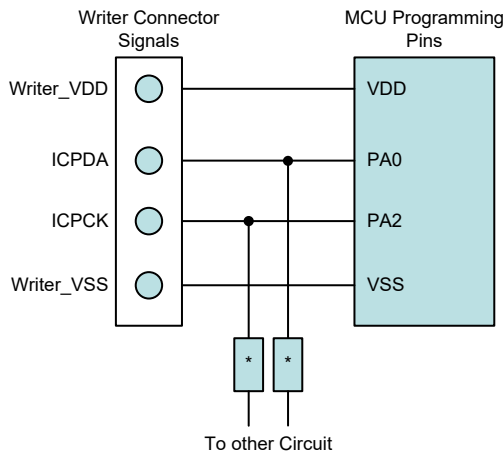 Writer Connector
Signals
MCU Programming
Pins
Writer_VDD
VDD
ICPDA
PA0
ICPCK
PA2
Writer_VSS
VSS
*
*
To other Circuit